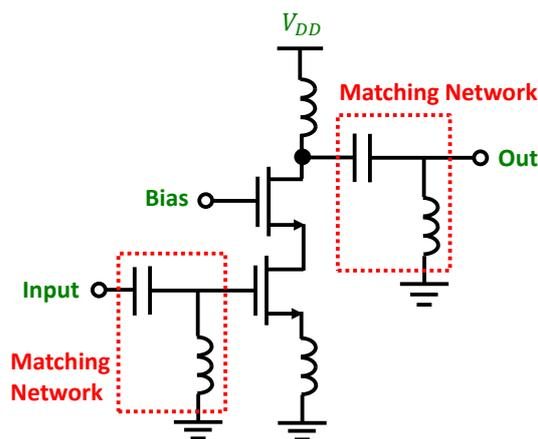 V_DD
Matching Network
Out
Bias
Input
Matching
Network